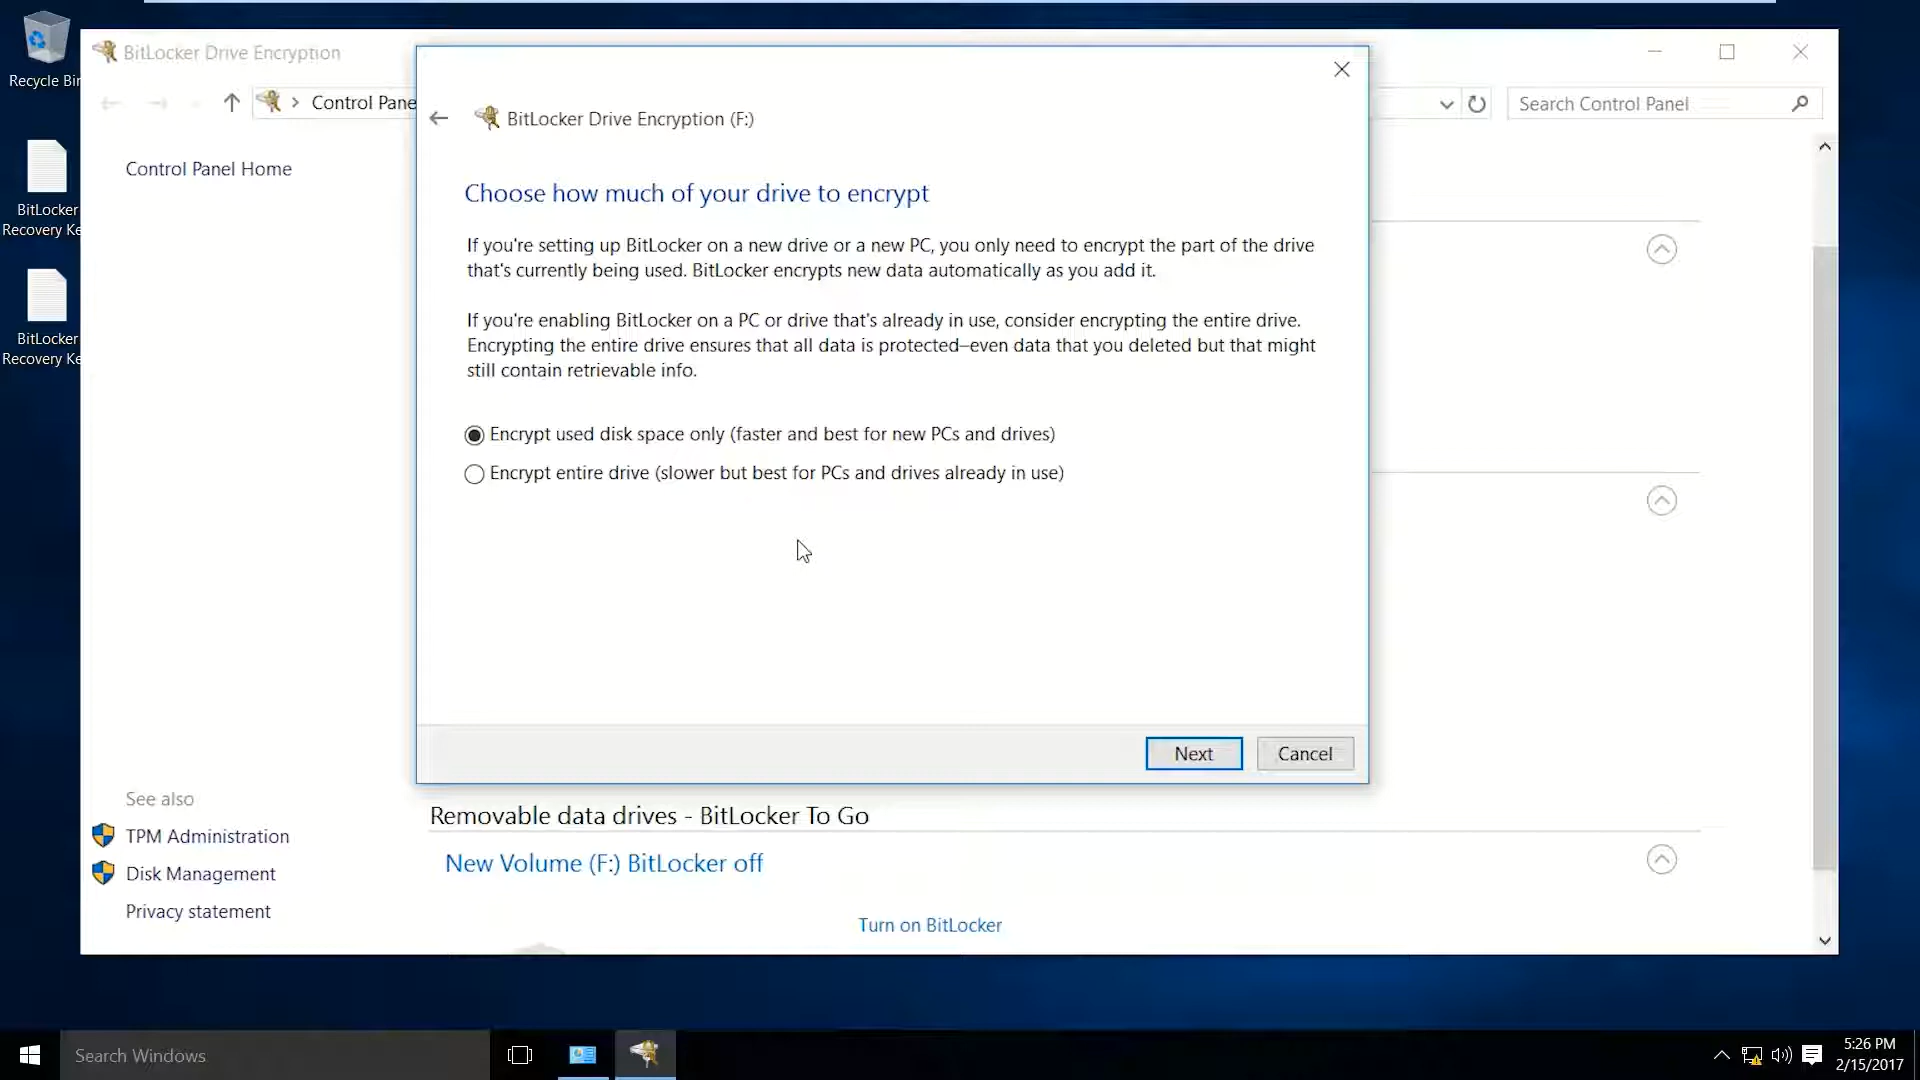 Recycle Bin
BitLocker
Recovery Ke
BitLocker
Recovery Ke
BitLocker Drive Encryption
Control Pane
Search Control Panel
Control Panel Home
BitLocker Drive Encryption (F:)
Choose how much of your drive to encrypt
If you're setting up BitLocker on a new drive or a new PC, you only need to encrypt the part of the drive
that's currently being used. BitLocker encrypts new data automatically as you add it.
If you're enabling BitLocker on a PC or drive that's already in use, consider encrypting the entire drive.
Encrypting the entire drive ensures that all data is protected–even data that you deleted but that might
still contain retrievable info.
Encrypt used disk space only (faster and best for new PCs and drives)
Encrypt entire drive (slower but best for PCs and drives already in use)
Next
Cancel
See also
TPM Administration
Disk Management
Privacy statement
Removable data drives - BitLocker To Go
New Volume (F:) BitLocker off
Turn on BitLocker
Search Windows
5:26 PM
2/15/2017